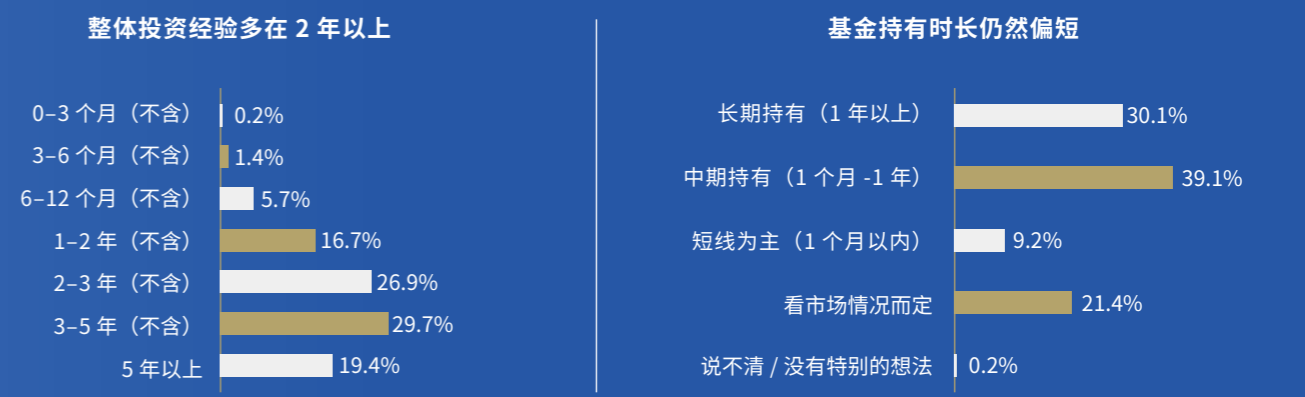 整体投资经验多在 2 年以上
0–3 个月（不含） 0.2%
3–6 个月（不含） 1.4%
6–12 个月（不含） 5.7%
1–2 年（不含） 16.7%
2–3 年（不含） 26.9%
3–5 年（不含） 29.7%
5 年以上 19.4%
基金持有时长仍然偏短
长期持有（1 年以上） 30.1%
中期持有（1 个月 -1 年） 39.1%
短线为主（1 个月以内） 9.2%
看市场情况而定 21.4%
说不清 / 没有特别的想法 0.2%